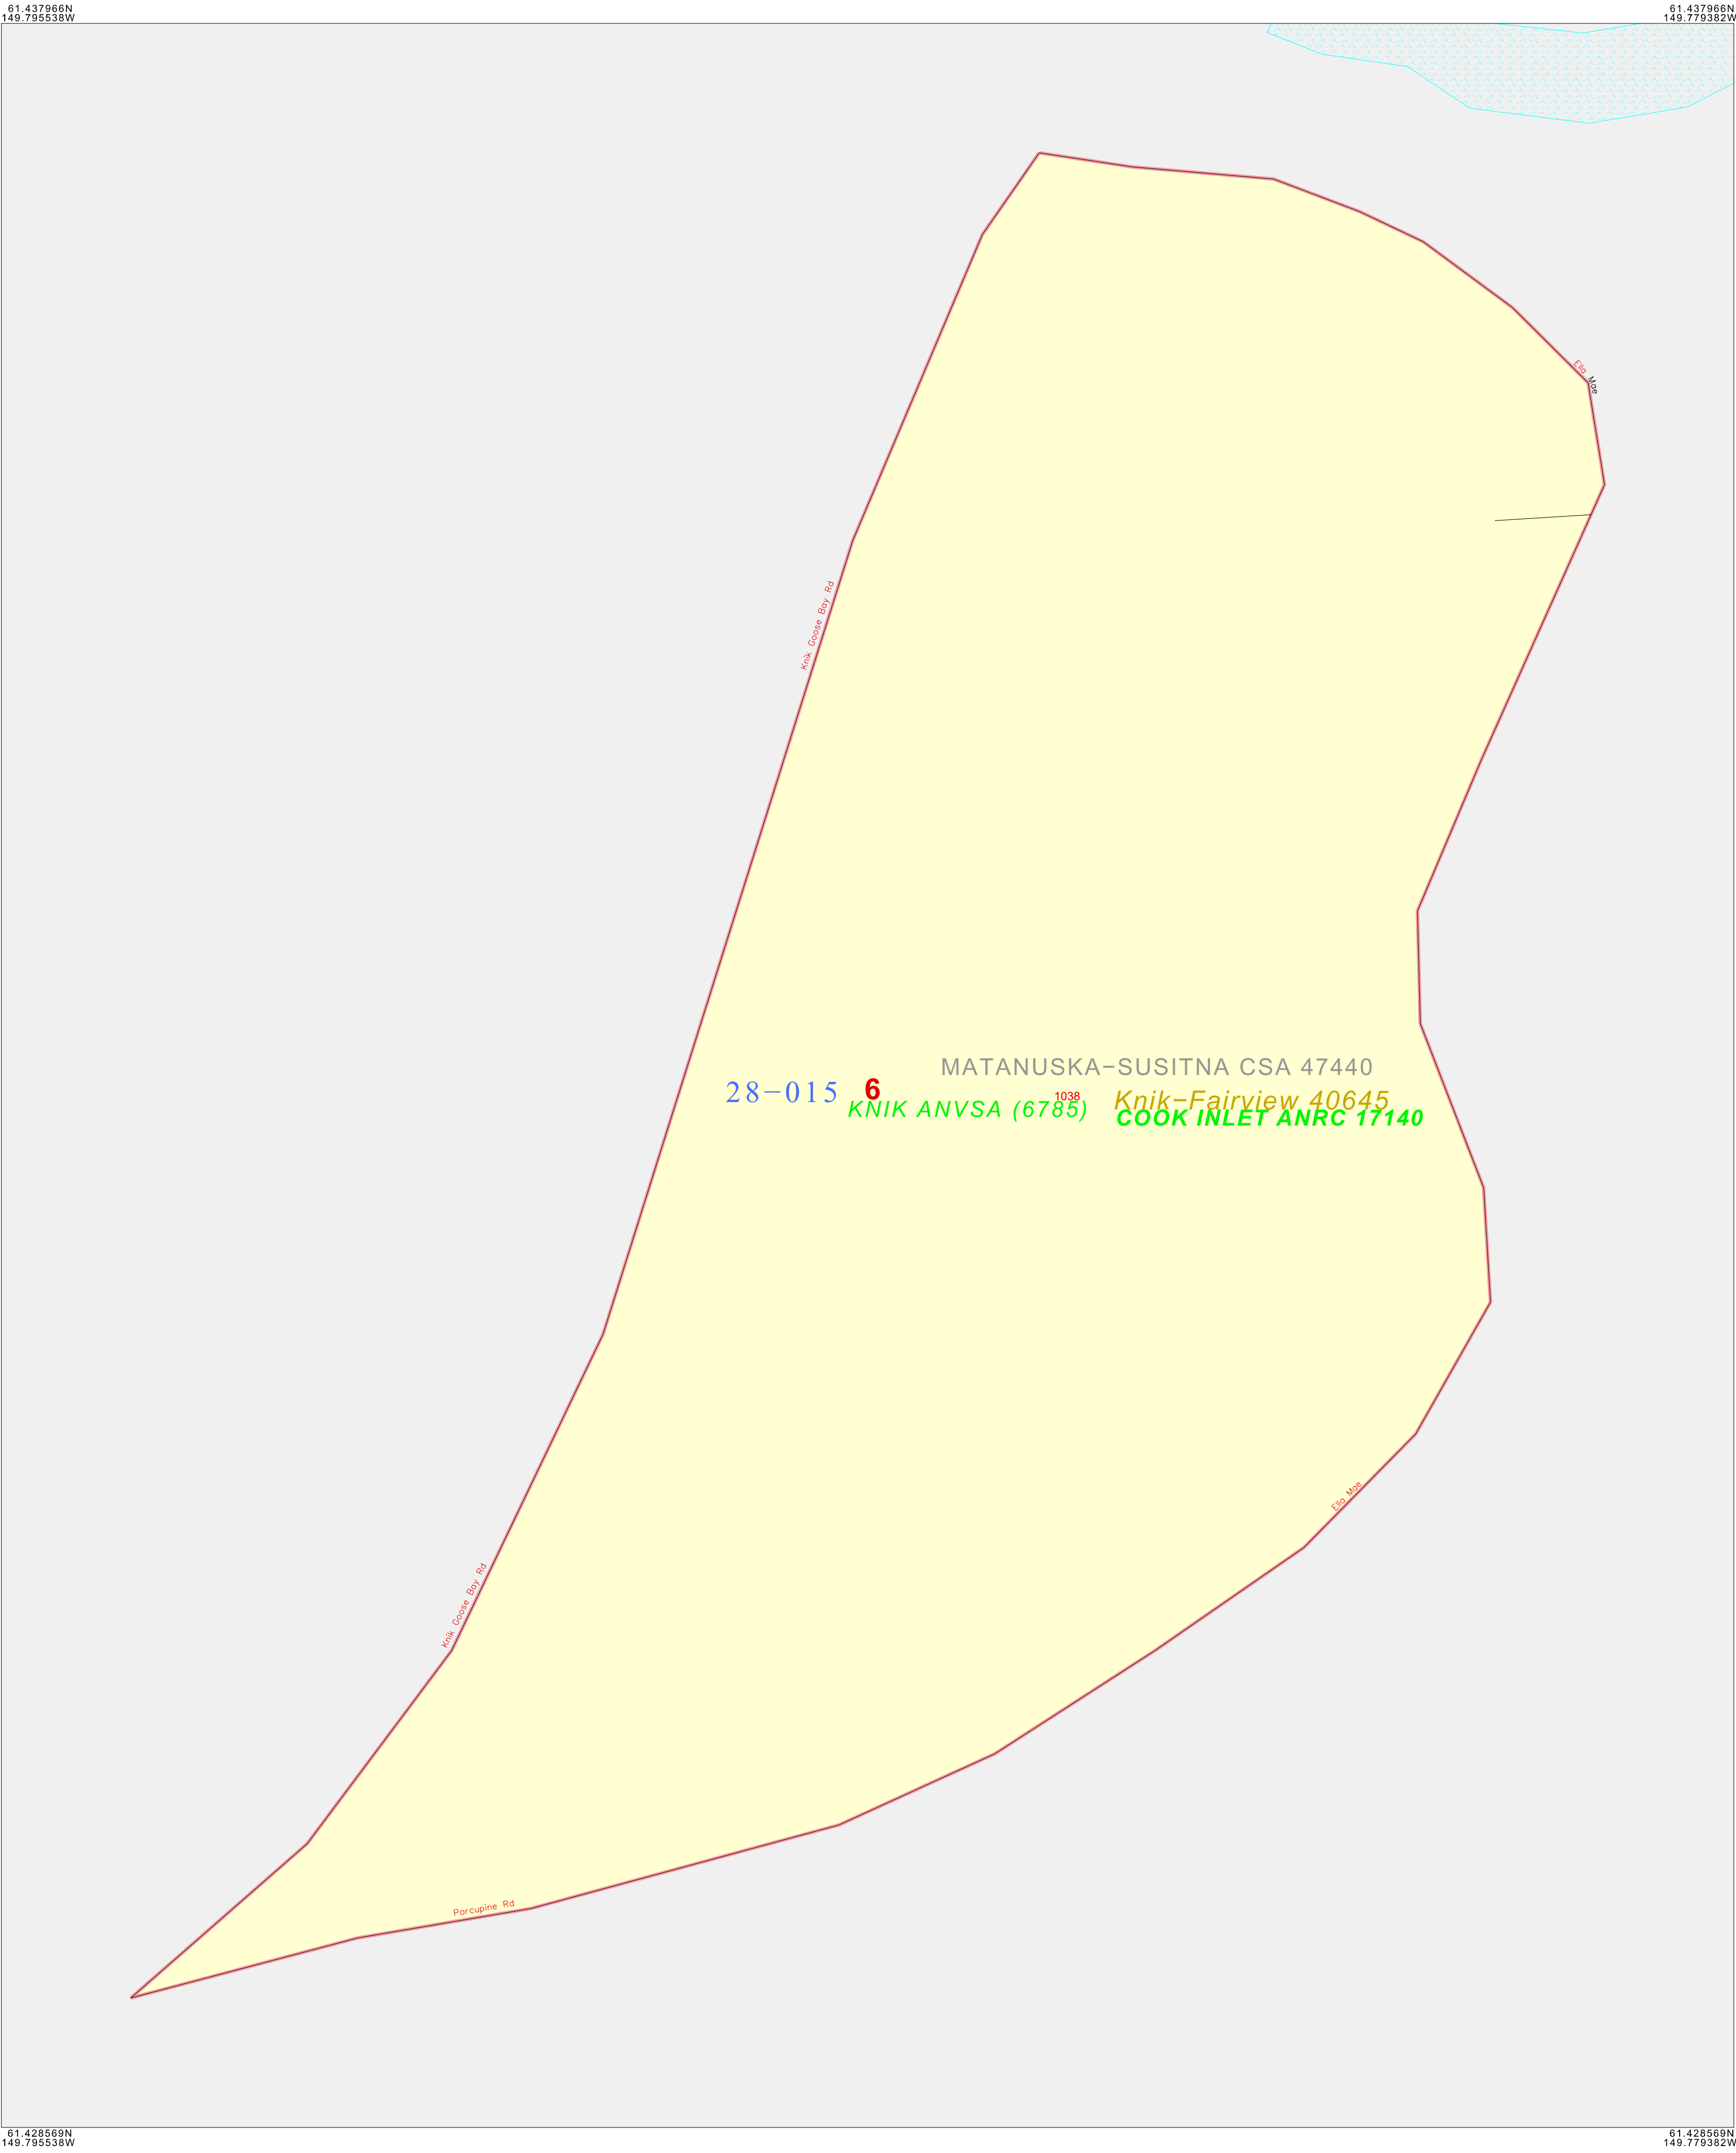 61.437966N
149.795538W
61.437966N
149.779382W
Ella Mae
Knik Goose Bay Rd
MATANUSKA-SUSITNA CSA 47440
28-015
6
1038
Knik-Fairview 40645
KNIK ANVSA (6785)
COOK INLET ANRC 17140
Ella Mae
Knik Goose Bay Rd
Porcupine Rd
61.428569N
149.795538W
61.428569N
149.779382W